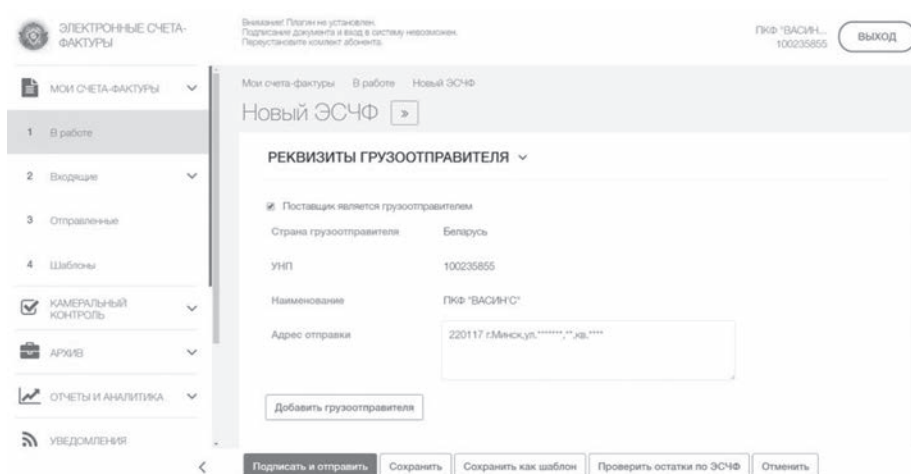 ЭЛЕКТРОННЫЕ СЧЕТА-
ФАКТУРЫ
Внимание! Плагин не установлен.
Подписание документа и вход в систему невозможен.
Переустановите комлект абонента.
ПКФ "ВАСИН...
100235855
ВЫХОД
МОИ СЧЕТА-ФАКТУРЫ
1 В работе
2 Входящие
3 Отправленные
4 Шаблоны
КАМЕРАЛЬНЫЙ
КОНТРОЛЬ
АРХИВ
ОТЧЕТЫ И АНАЛИТИКА
УВЕДОМЛЕНИЯ
Мои счета-фактуры В работе Новый ЭСЧФ
Новый ЭСЧФ »
РЕКВИЗИТЫ ГРУЗООТПРАВИТЕЛЯ
Поставщик является грузоотправителем
Страна грузоотправителя Беларусь
УНП 100235855
Наименование ПКФ "ВАСИН'С"
Адрес отправки 220117 г.Минск,ул.*******,**,кв.****
Добавить грузоотправителя
Подписать и отправить Сохранить Сохранить как шаблон Проверить остатки по ЭСЧФ Отменить